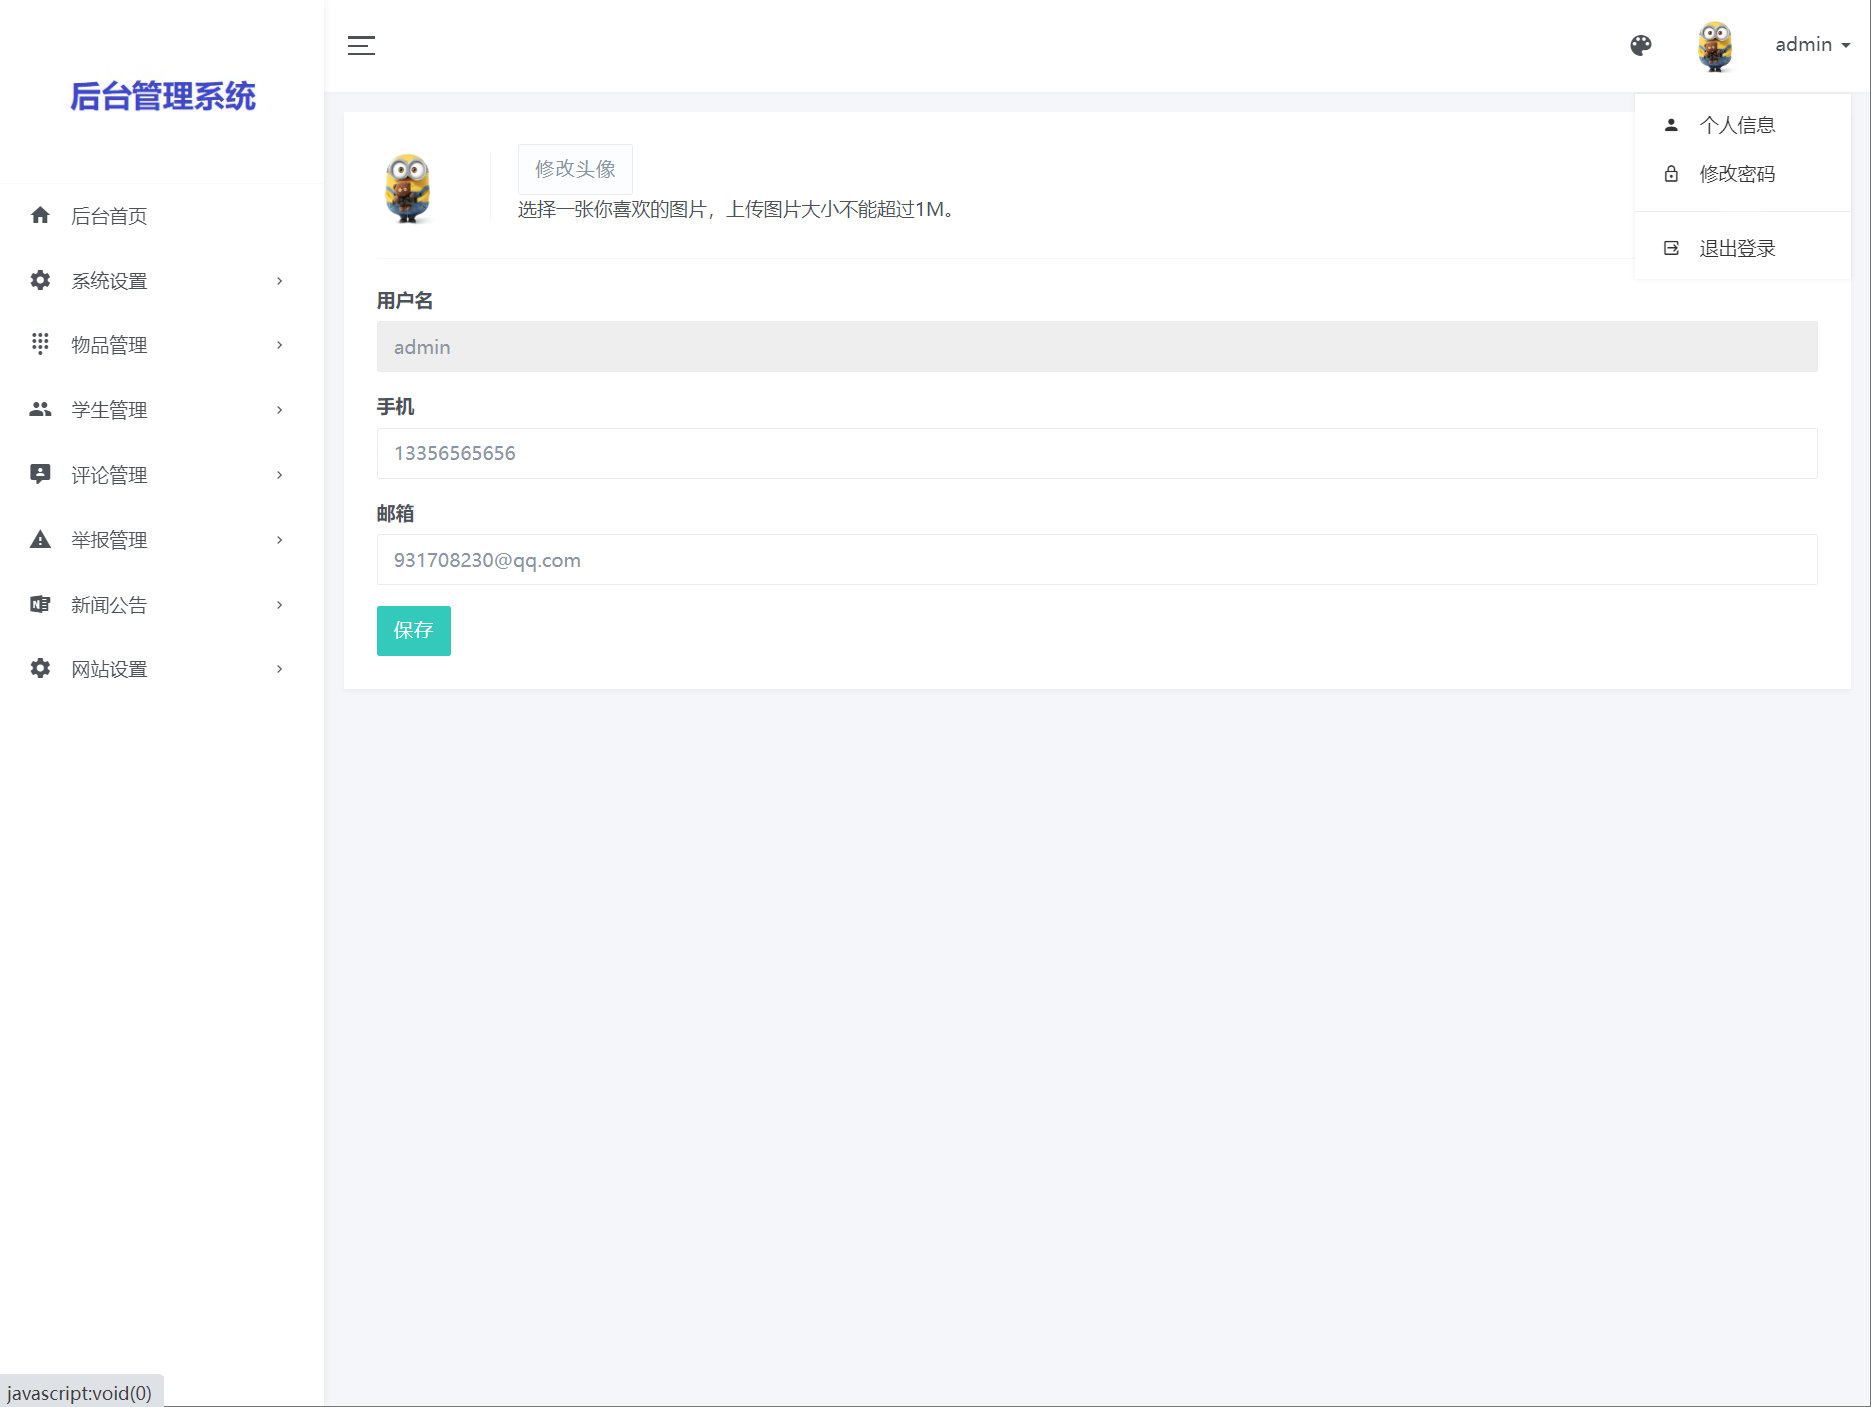 后台管理系统
后台首页
系统设置
物品管理
学生管理
评论管理
举报管理
新闻公告
网站设置
admin
个人信息
修改密码
退出登录
修改头像
选择一张你喜欢的图片，上传图片大小不能超过1M。
用户名
admin
手机
13356565656
邮箱
931708230@qq.com
保存
javascript:void(0)